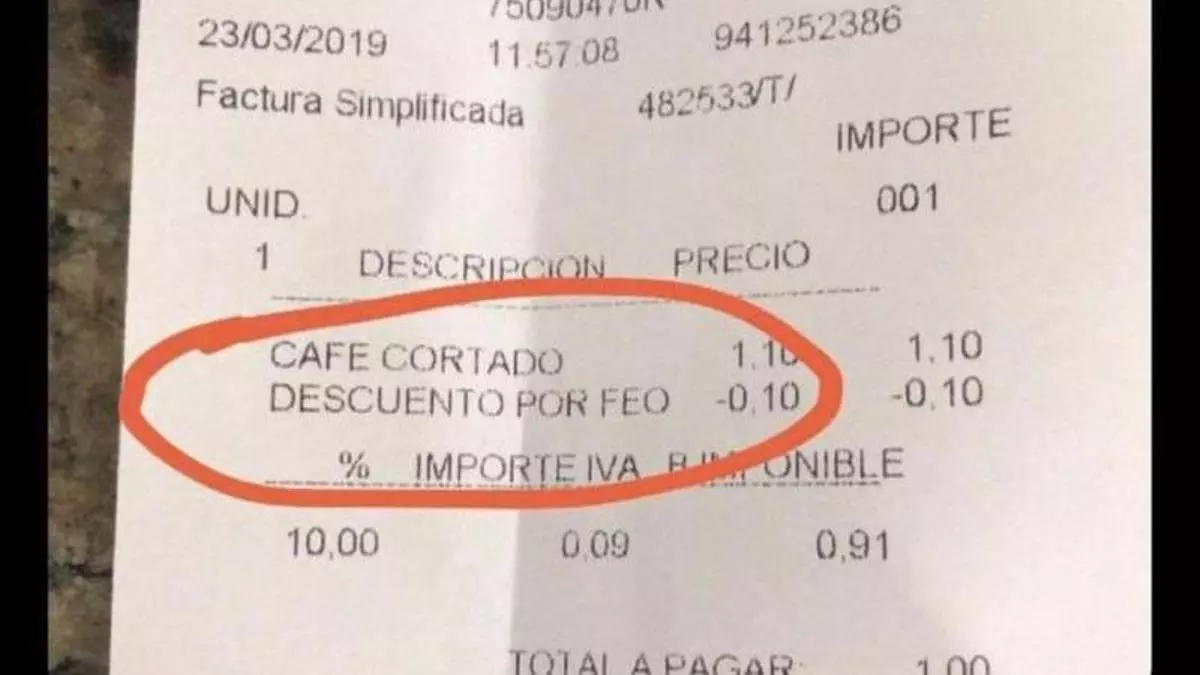 23/03/2019 11.57.08 941252386
Factura Simplificada 482533/T/
IMPORTE
UNID. 001
1 DESCRIPCION PRECIO
CAFE CORTADO 1,10 1,10
DESCUENTO POR FEO -0,10 -0,10
% IMPORTE IVA B.IMPONIBLE
10,00 0,09 0,91
TOTAL A PAGAR: 1,00